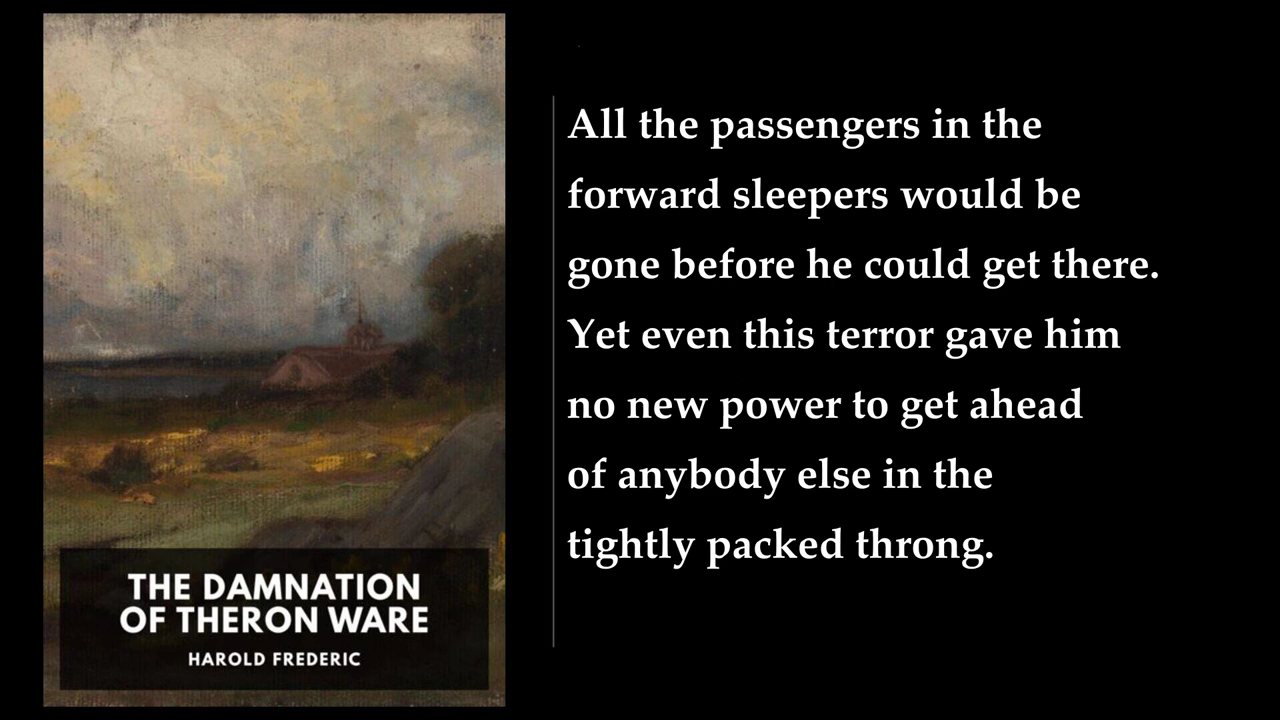 THE DAMNATION
OF THERON WARE
HAROLD FREDERIC
All the passengers in the
forward sleepers would be
gone before he could get there.
Yet even this terror gave him
no new power to get ahead
of anybody else in the
tightly packed throng.